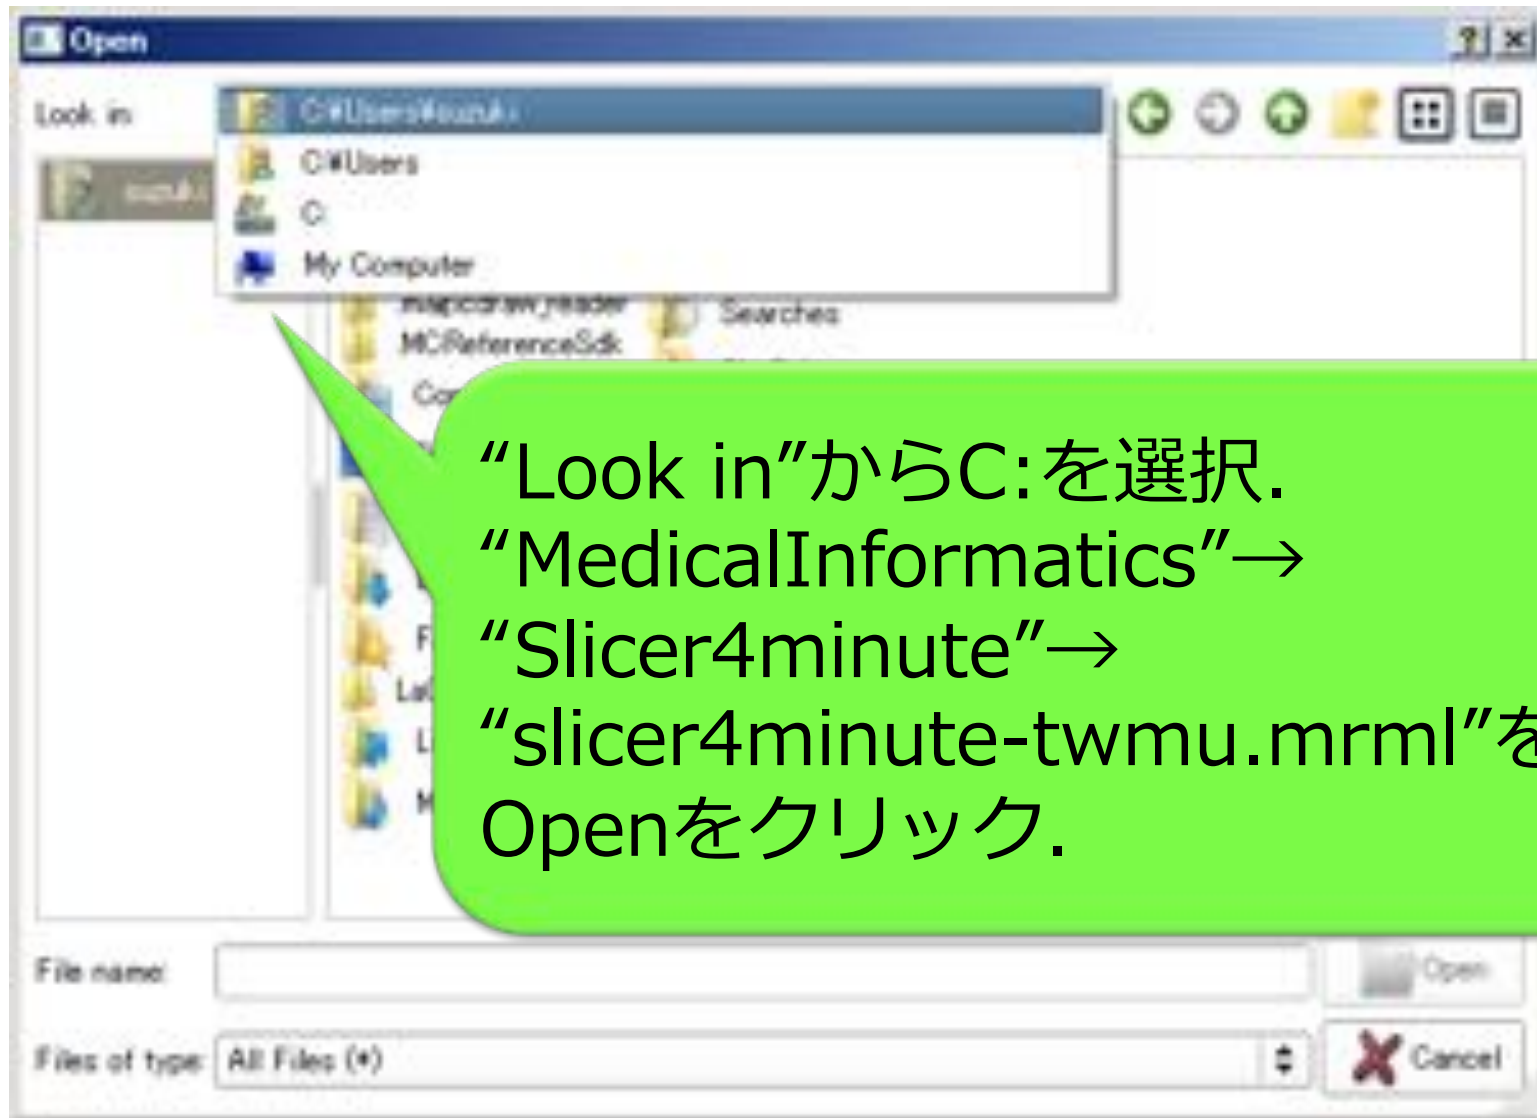 Open
Look in:
C:¥Users¥suzuki
C:¥Users
C:
My Computer
suzuki
magicdraw_reader
Searches
MCReferenceSdk
“Look in”からC:を選択.
“MedicalInformatics”→
“Slicer4minute”→
“slicer4minute-twmu.mrml”を
Openをクリック.
File name:
Open
Files of type:
All Files (*)
Cancel